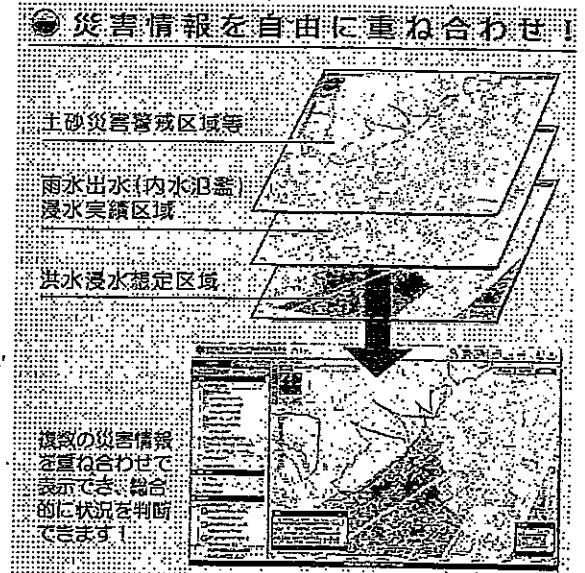 災害情報を自由に重ね合わせ!
土砂災害警戒区域等
雨水出水(内水氾濫)
浸水実績区域
洪水浸水想定区域
複数の災害情報
を重ね合わせて
表示でき、総合
的に状況を判断
できます!